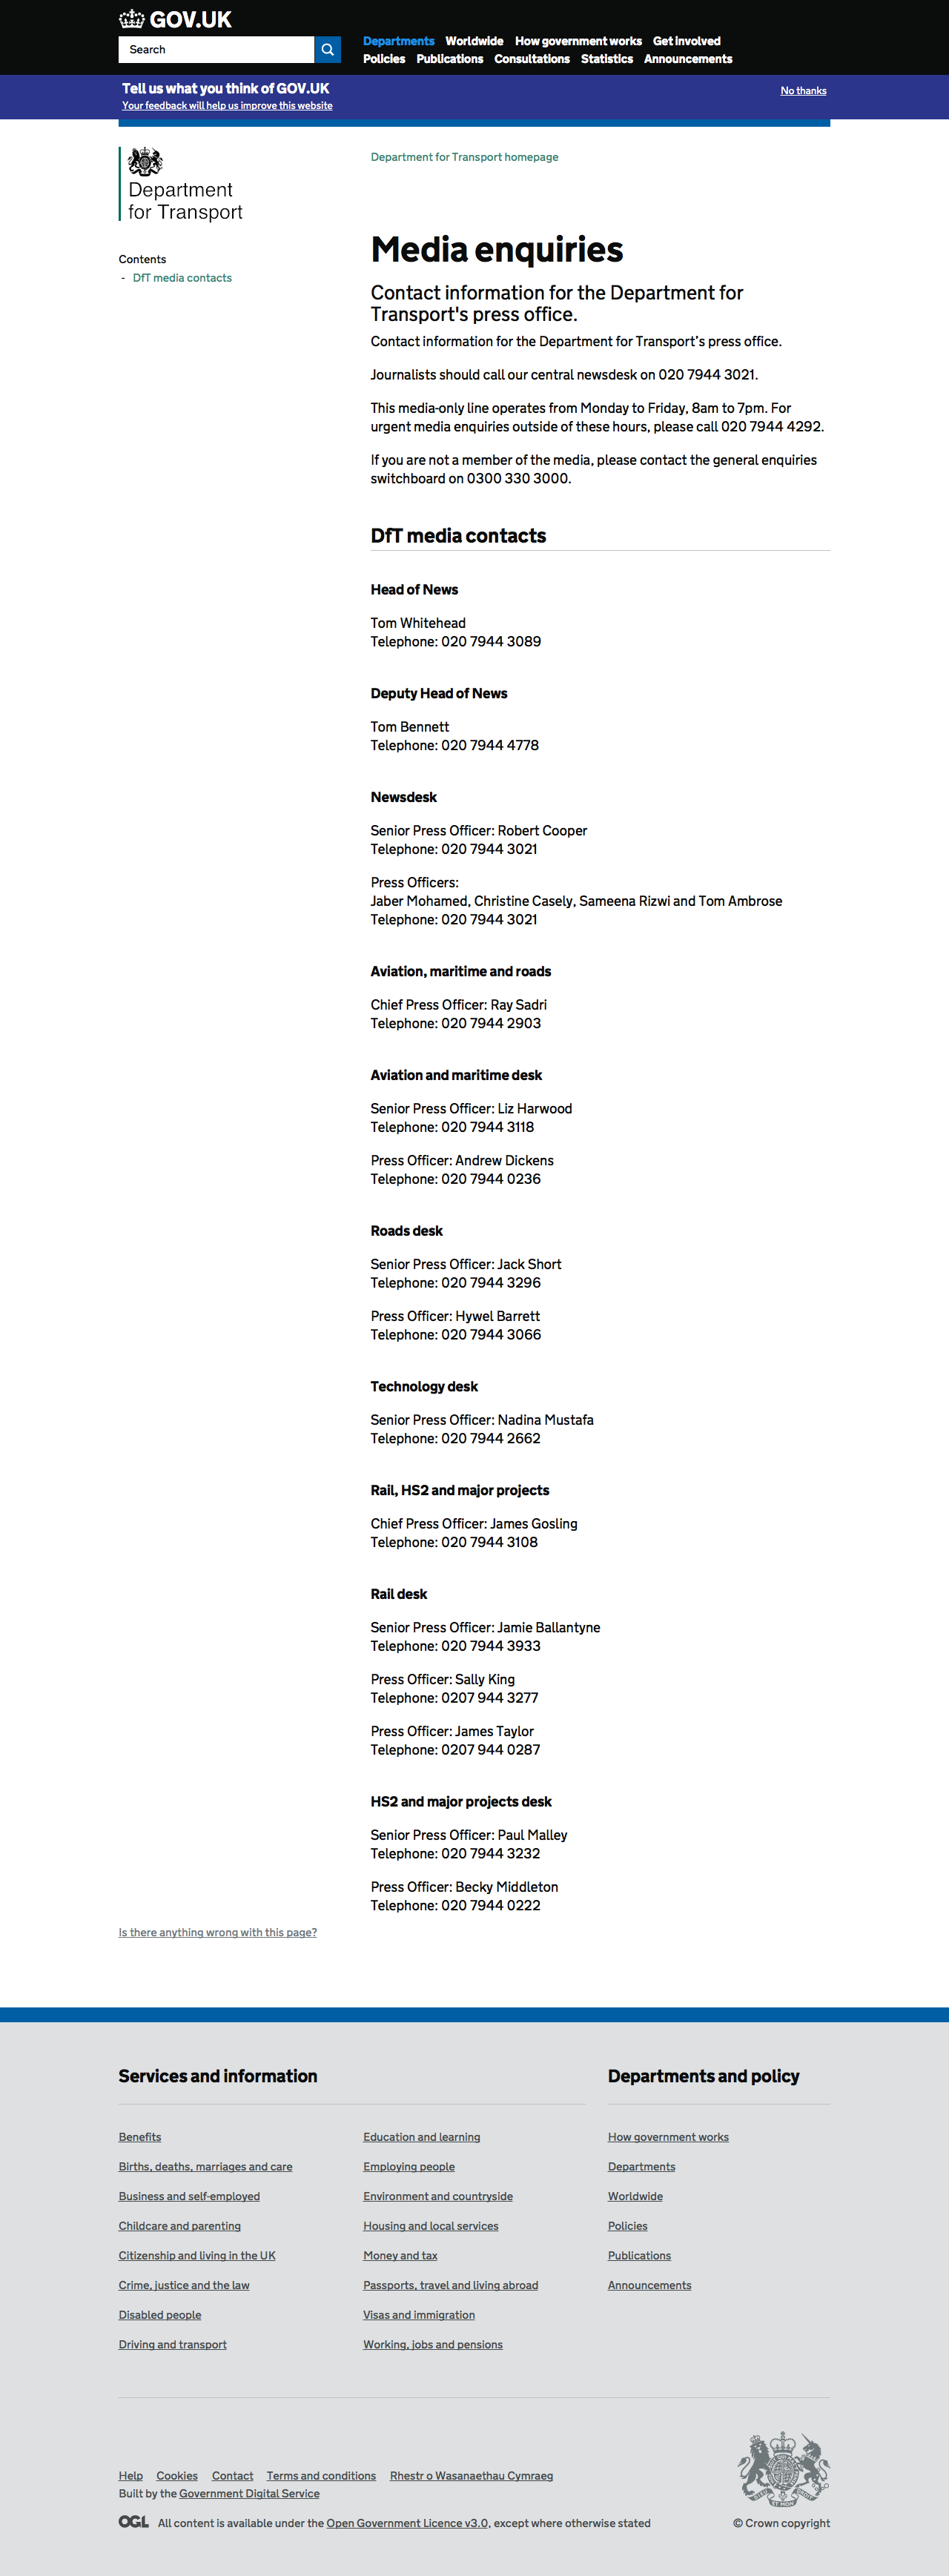 GOV.UK
Search
Departments Worldwide How government works Get involved
Policies Publications Consultations Statistics Announcements
Tell us what you think of GOV.UK
Your feedback will help us improve this website
No thanks
Department
for Transport
Department for Transport homepage
Contents
- DfT media contacts
Media enquiries
Contact information for the Department for
Transport's press office.
Contact information for the Department for Transport's press office.
Journalists should call our central newsdesk on 020 7944 3021.
This media-only line operates from Monday to Friday, 8am to 7pm. For
urgent media enquiries outside of these hours, please call 020 7944 4292.
If you are not a member of the media, please contact the general enquiries
switchboard on 0300 330 3000.
DfT media contacts
Head of News
Tom Whitehead
Telephone: 020 7944 3089
Deputy Head of News
Tom Bennett
Telephone: 020 7944 4778
Newsdesk
Senior Press Officer: Robert Cooper
Telephone: 020 7944 3021
Press Officers:
Jaber Mohamed, Christine Casely, Sameena Rizwi and Tom Ambrose
Telephone: 020 7944 3021
Aviation, maritime and roads
Chief Press Officer: Ray Sadri
Telephone: 020 7944 2903
Aviation and maritime desk
Senior Press Officer: Liz Harwood
Telephone: 020 7944 3118
Press Officer: Andrew Dickens
Telephone: 020 7944 0236
Roads desk
Senior Press Officer: Jack Short
Telephone: 020 7944 3296
Press Officer: Hywel Barrett
Telephone: 020 7944 3066
Technology desk
Senior Press Officer: Nadina Mustafa
Telephone: 020 7944 2662
Rail, HS2 and major projects
Chief Press Officer: James Gosling
Telephone: 020 7944 3108
Rail desk
Senior Press Officer: Jamie Ballantyne
Telephone: 020 7944 3933
Press Officer: Sally King
Telephone: 0207 944 3277
Press Officer: James Taylor
Telephone: 0207 944 0287
HS2 and major projects desk
Senior Press Officer: Paul Malley
Telephone: 020 7944 3232
Press Officer: Becky Middleton
Telephone: 020 7944 0222
Is there anything wrong with this page?
Services and information
Benefits
Births, deaths, marriages and care
Business and self-employed
Childcare and parenting
Citizenship and living in the UK
Crime, justice and the law
Disabled people
Driving and transport
Education and learning
Employing people
Environment and countryside
Housing and local services
Money and tax
Passports, travel and living abroad
Visas and immigration
Working, jobs and pensions
Departments and policy
How government works
Departments
Worldwide
Policies
Publications
Announcements
Help Cookies Contact Terms and conditions Rhestr o Wasanaethau Cymraeg
Built by the Government Digital Service
OGL All content is available under the Open Government Licence v3.0, except where otherwise stated
© Crown copyright